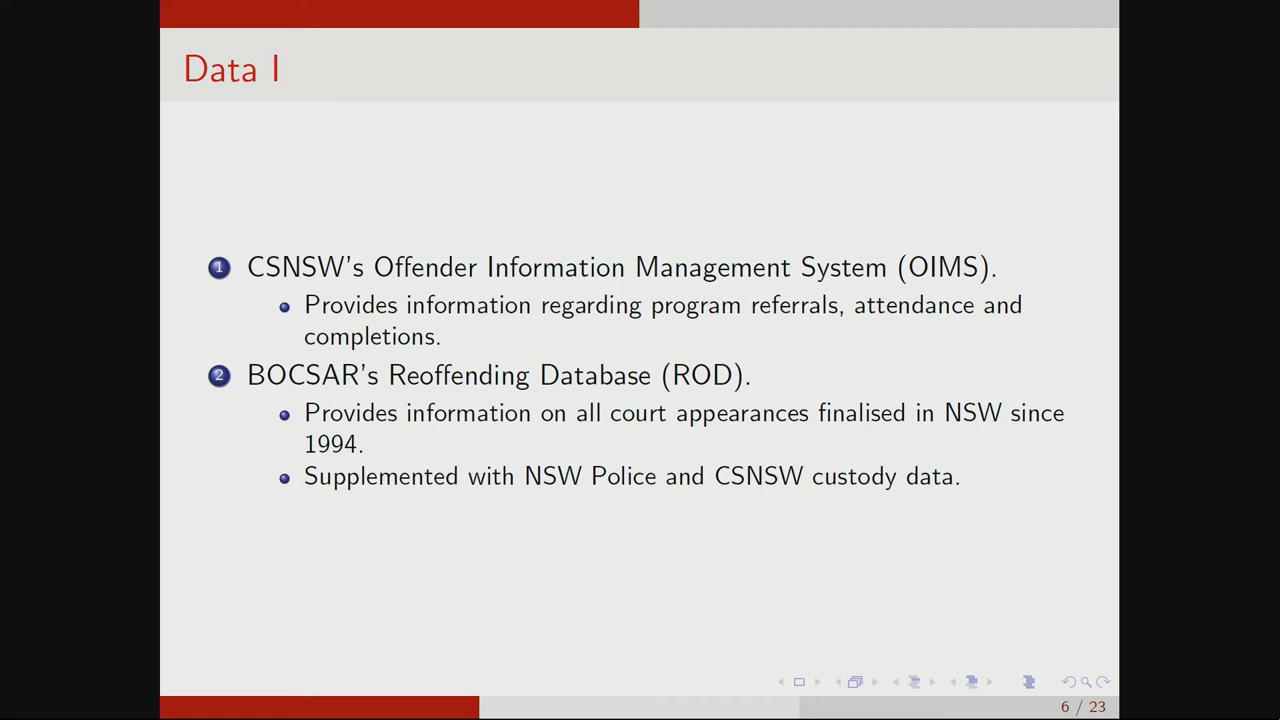 Data I
1 CSNSW's Offender Information Management System (OIMS).
Provides information regarding program referrals, attendance and
completions.
2 BOCSAR's Reoffending Database (ROD).
Provides information on all court appearances finalised in NSW since
1994.
Supplemented with NSW Police and CSNSW custody data.
6 / 23